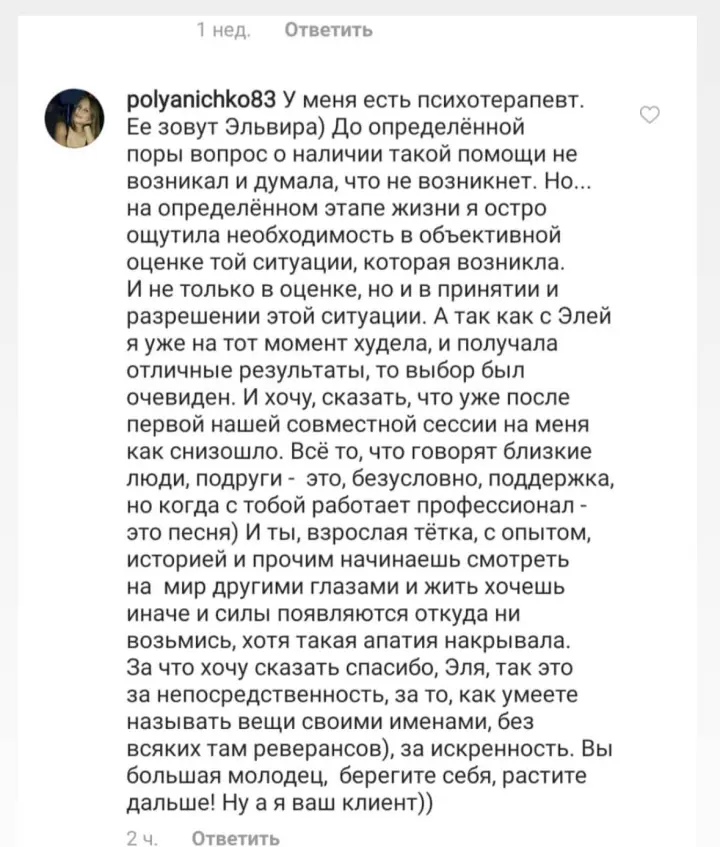 1 нед. Ответить
polyanichko83 У меня есть психотерапевт.
Ее зовут Эльвира) До определённой
поры вопрос о наличии такой помощи не
возникал и думала, что не возникнет. Но...
на определённом этапе жизни я остро
ощутила необходимость в объективной
оценке той ситуации, которая возникла.
И не только в оценке, но и в принятии и
разрешении этой ситуации. А так как с Элей
я уже на тот момент худела, и получала
отличные результаты, то выбор был
очевиден. И хочу, сказать, что уже после
первой нашей совместной сессии на меня
как снизошло. Всё то, что говорят близкие
люди, подруги - это, безусловно, поддержка,
но когда с тобой работает профессионал -
это песня) И ты, взрослая тётка, с опытом,
историей и прочим начинаешь смотреть
на мир другими глазами и жить хочешь
иначе и силы появляются откуда ни
возьмись, хотя такая апатия накрывала.
За что хочу сказать спасибо, Эля, так это
за непосредственность, за то, как умеете
называть вещи своими именами, без
всяких там реверансов), за искренность. Вы
большая молодец, берегите себя, растите
дальше! Ну а я ваш клиент))
2 ч. Ответить